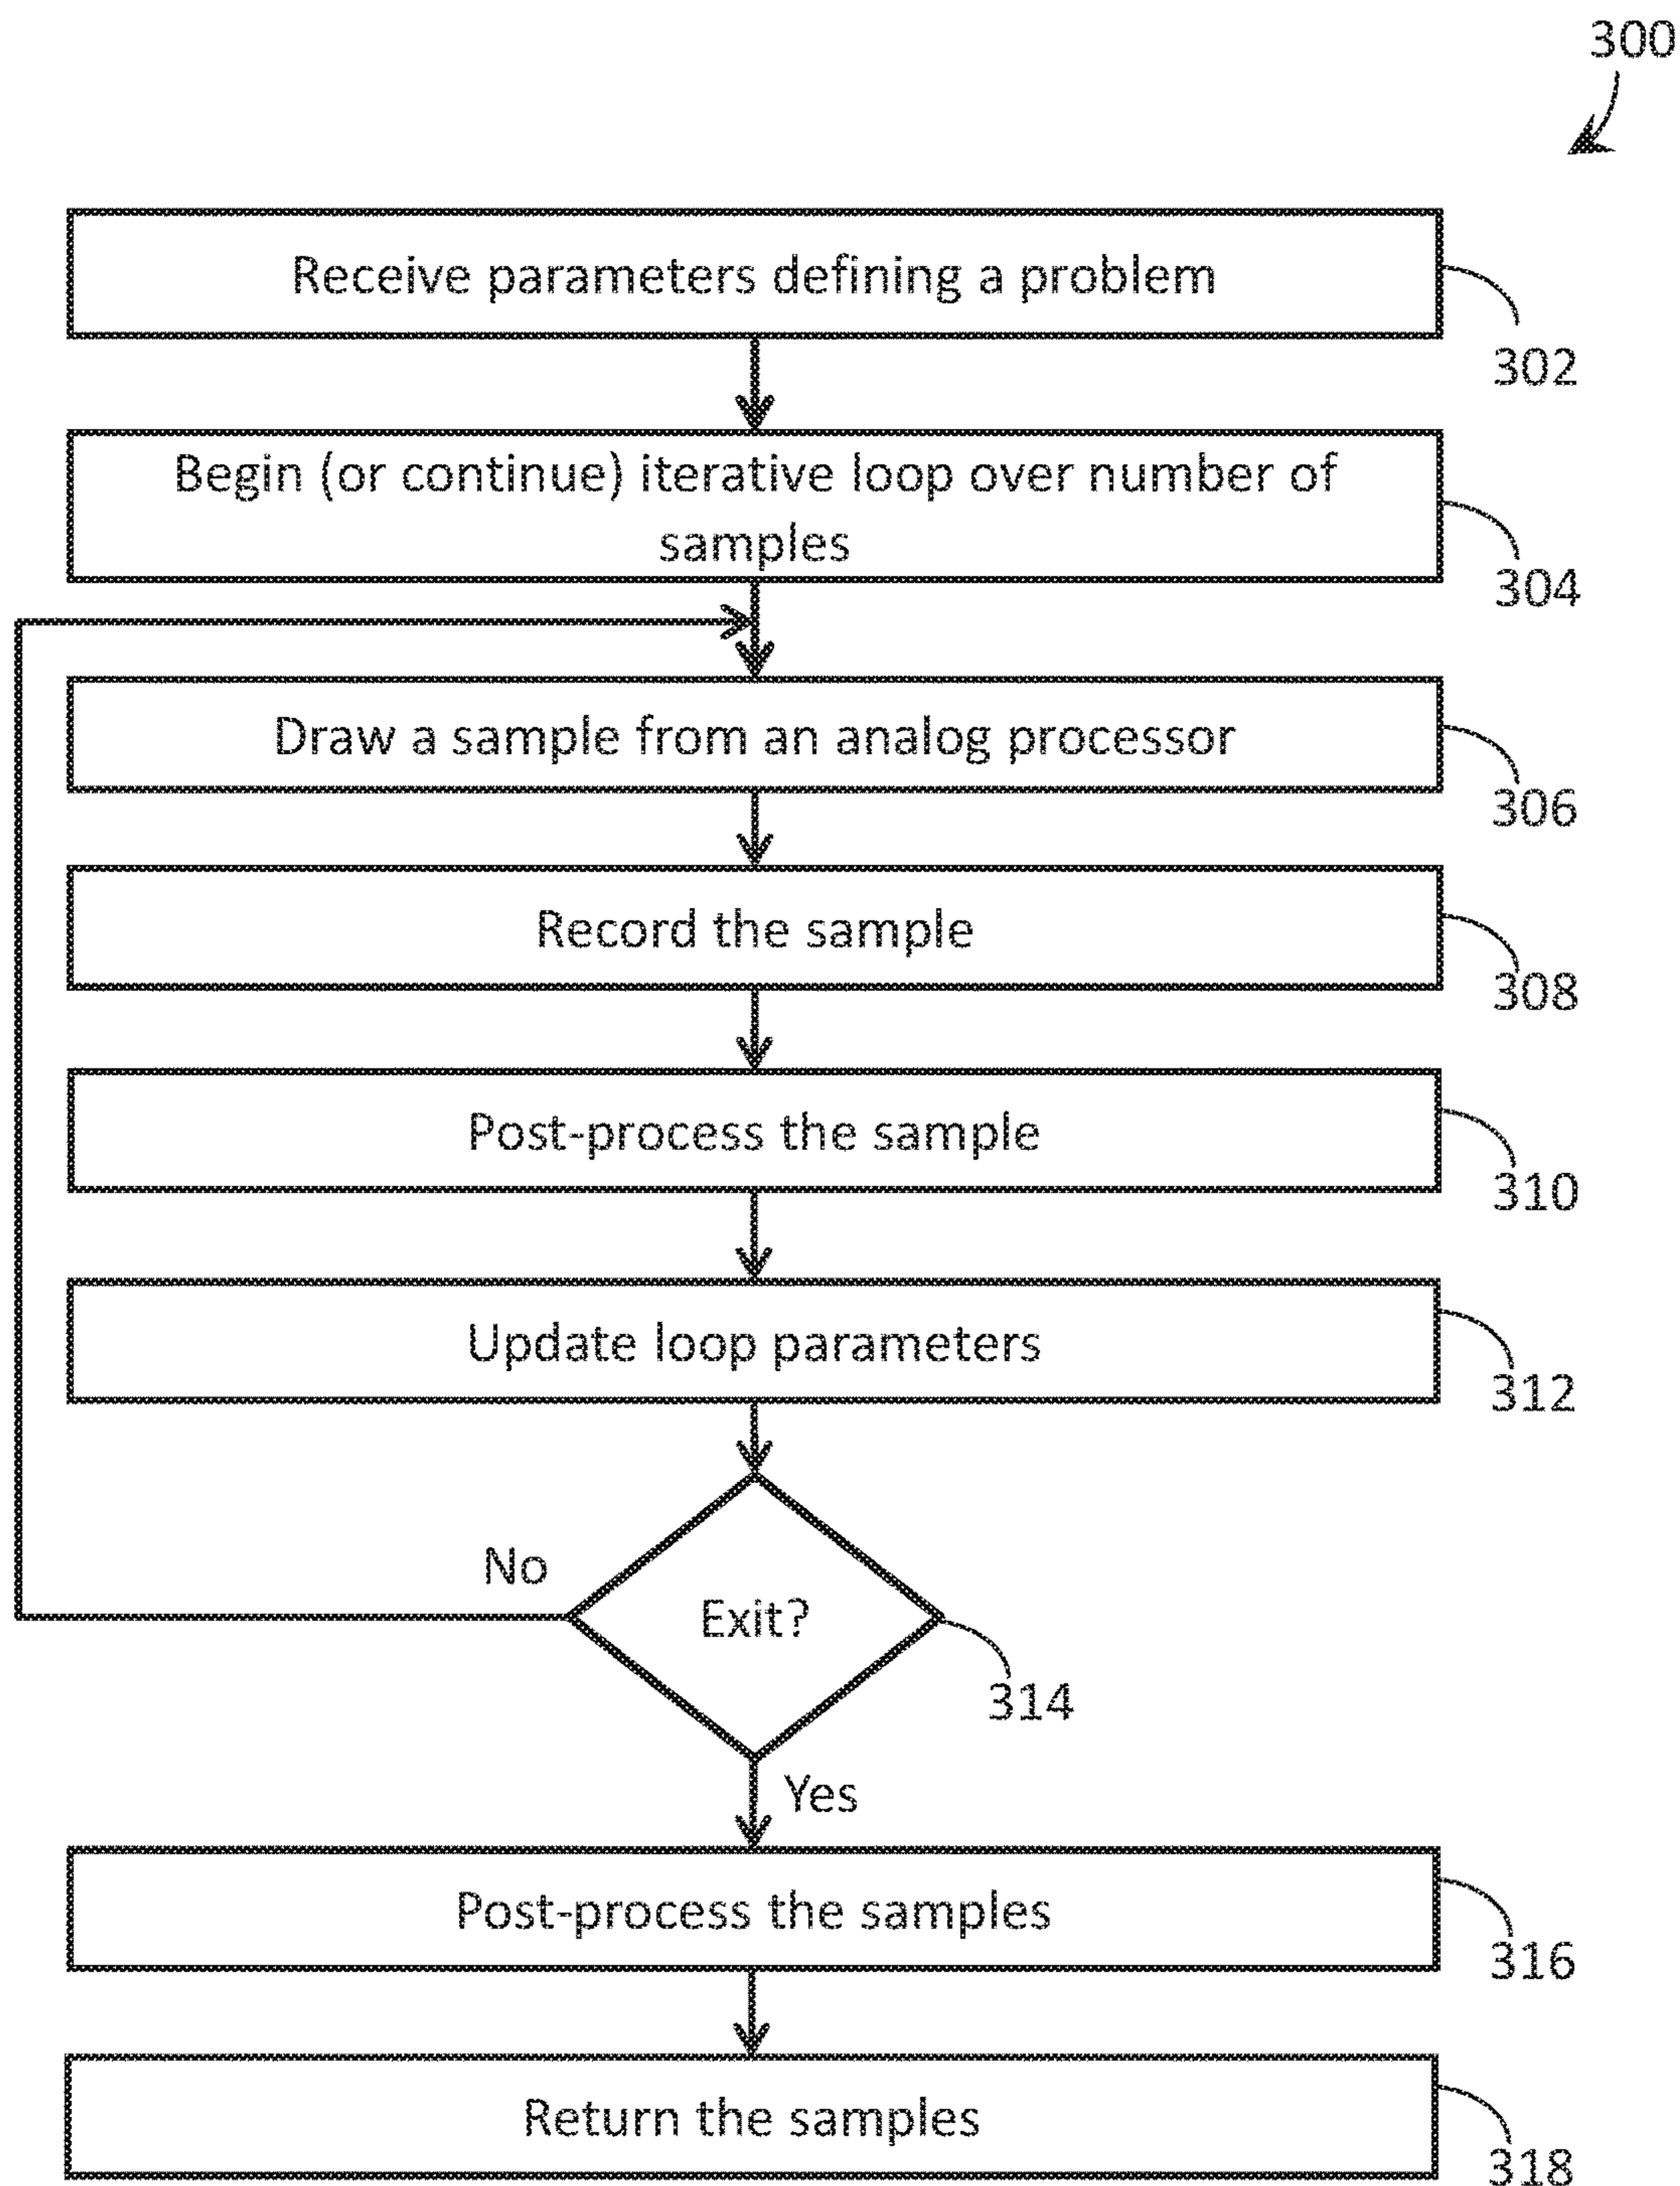 300
Receive parameters defining a problem
302
Begin (or continue) iterative loop over number of
samples
304
Draw a sample from an analog processor
306
Record the sample
308
Post-process the sample
310
Update loop parameters
312
No
Exit?
314
Yes
Post-process the samples
316
Return the samples
318